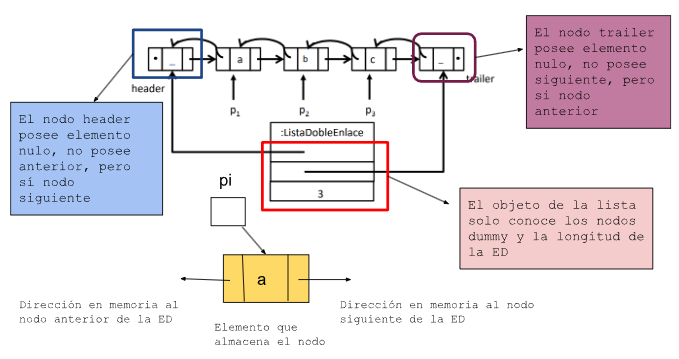 El nodo trailer
posee elemento
nulo, no posee
siguiente, pero
sí nodo
anterior
_ a b c _
header
trailer
p1 p2 p3
El nodo header
posee elemento
nulo, no posee
anterior, pero
sí nodo
siguiente
:ListaDobleEnlace
3
pi
El objeto de la lista
solo conoce los nodos
dummy y la longitud de
la ED
a
Dirección en memoria al
nodo anterior de la ED
Elemento que
almacena el nodo
Dirección en memoria al nodo
siguiente de la ED